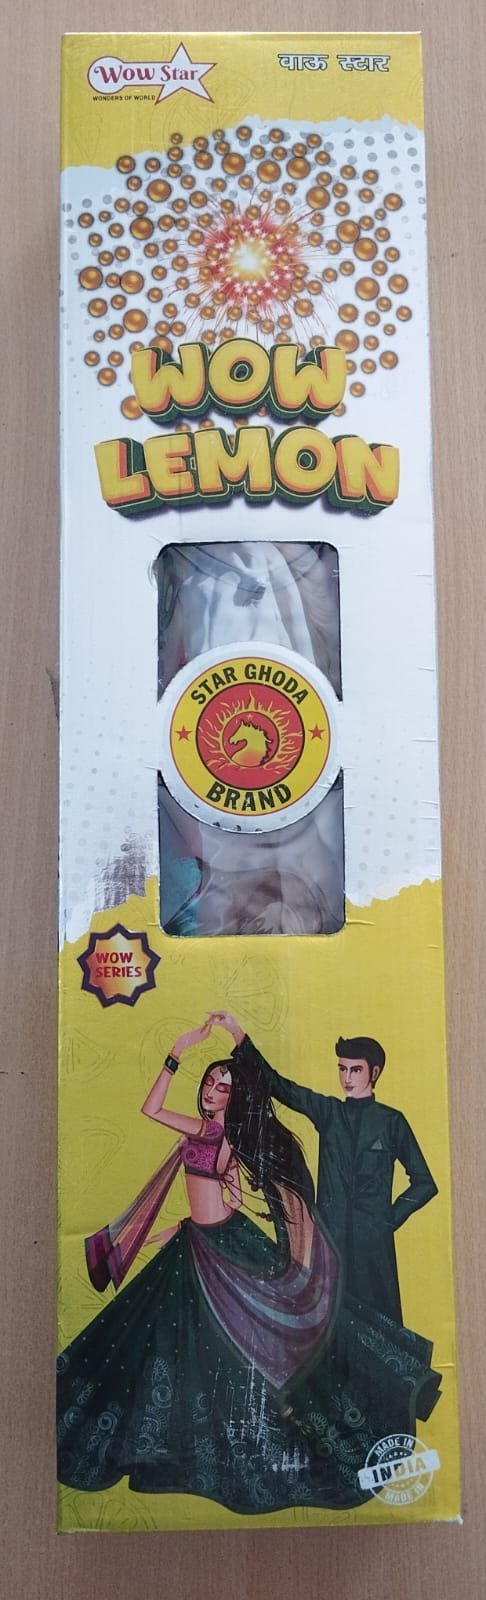 Wow Star
WONDERS OF WORLD
वाऊ स्टार
WOW
LEMON
STAR GHODA
BRAND
WOW
SERIES
MADE IN
INDIA
MADE IN